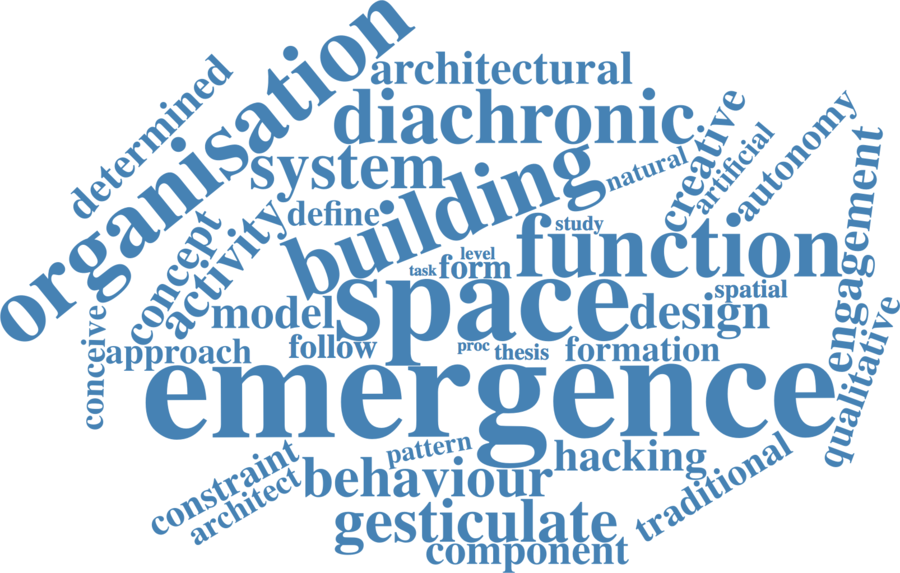 organisation
determined
architectural
diachronic
system
creative
artificial
autonomy
natural
engagement
building
define
concept
activity
study
function
level
task
form
space
spatial
model
design
conceive
approach
follow
proc
thesis
formation
qualitative
emergence
pattern
hacking
constraint
architect
behaviour
traditional
gesticulate
component